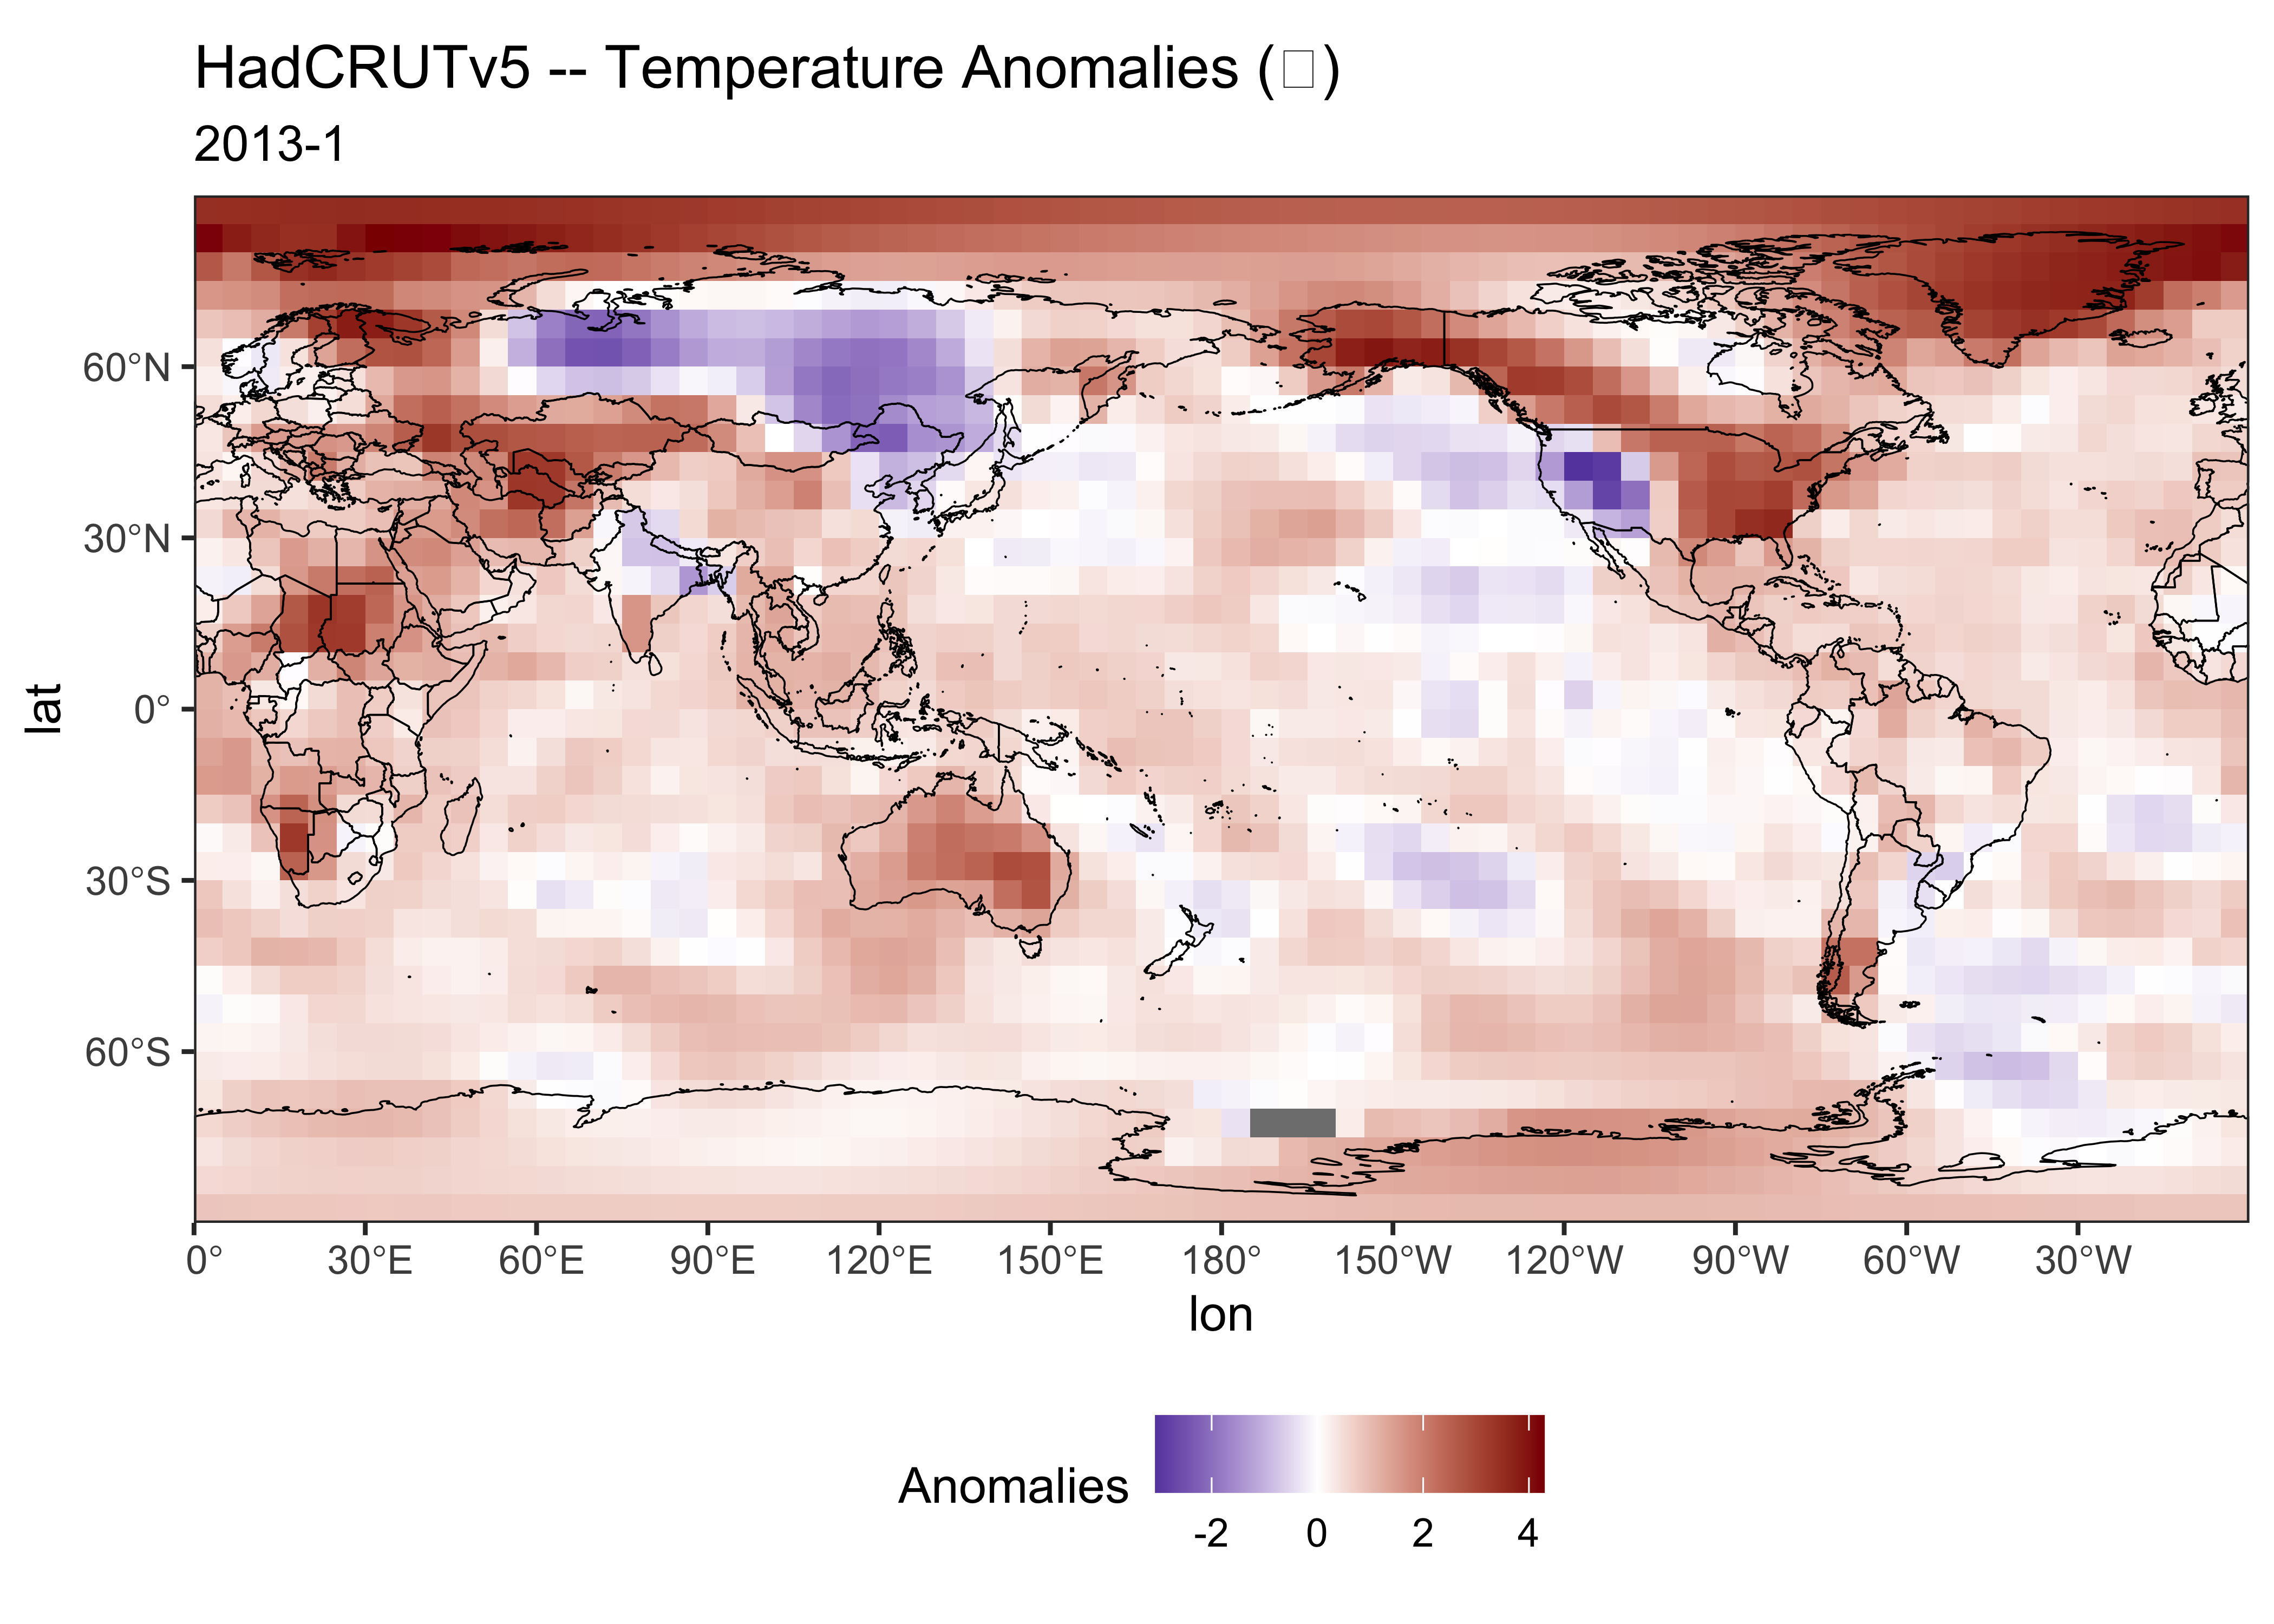 HadCRUTv5 -- Temperature Anomalies (□)
2013-1
lat
60°N
30°N
0°
30°S
60°S
0° 30°E 60°E 90°E 120°E 150°E 180° 150°W 120°W 90°W 60°W 30°W
lon
Anomalies
-2 0 2 4